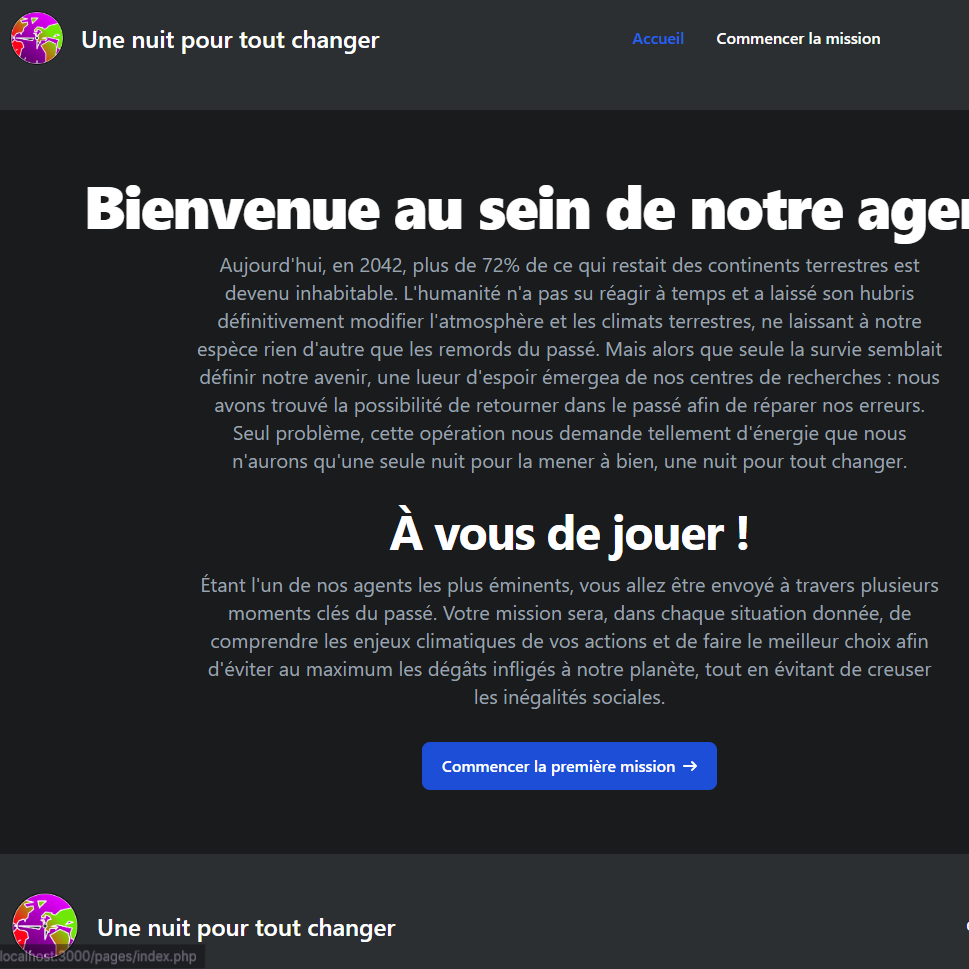 Une nuit pour tout changer
Accueil
Commencer la mission
Bienvenue au sein de notre
Aujourd'hui, en 2042, plus de 72% de ce qui restait des continents terrestres est
devenu inhabitable. L'humanité n'a pas su réagir à temps et a laissé son hubris
définitivement modifier l'atmosphère et les climats terrestres, ne laissant à notre
espèce rien d'autre que les remords du passé. Mais alors que seule la survie semblait
définir notre avenir, une lueur d'espoir émergea de nos centres de recherches : nous
avons trouvé la possibilité de retourner dans le passé afin de réparer nos erreurs.
Seul problème, cette opération nous demande tellement d'énergie que nous
n'aurons qu'une seule nuit pour la mener à bien, une nuit pour tout changer.
À vous de jouer !
Étant l'un de nos agents les plus éminents, vous allez être envoyé à travers plusieurs
moments clés du passé. Votre mission sera, dans chaque situation donnée, de
comprendre les enjeux climatiques de vos actions et de faire le meilleur choix afin
d'éviter au maximum les dégâts infligés à notre planète, tout en évitant de creuser
les inégalités sociales.
Commencer la première mission →
Une nuit pour tout changer
localhost:3000/pages/index.php